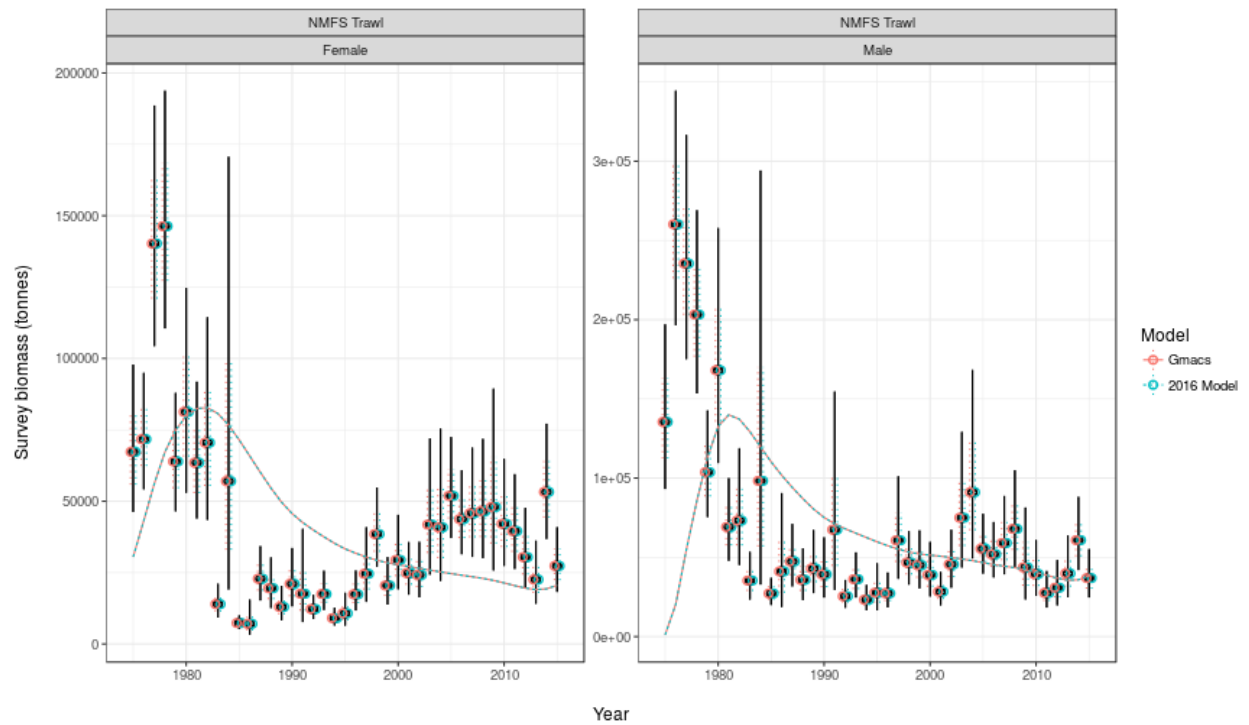 NMFS Trawl
Female
NMFS Trawl
Male
Survey biomass (tonnes)
200000
150000
100000
50000
0
3e+05
2e+05
1e+05
0e+00
1980 1990 2000 2010
1980 1990 2000 2010
Year
Model
Gmacs
2016 Model